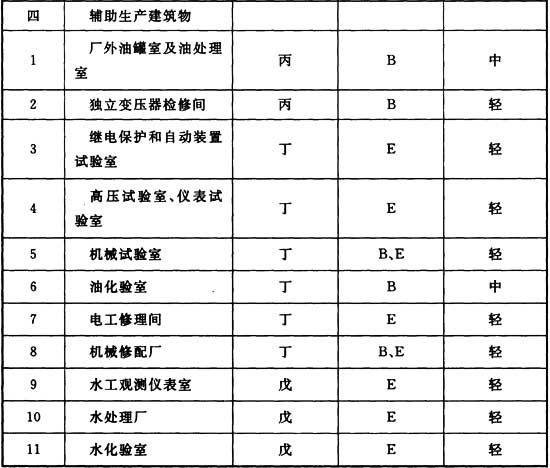 四 辅助生产建筑物
1 厂外油罐室及油处理 丙 B 中
室
2 独立变压器检修间 丙 B 轻
3 继电保护和自动装置 丁 E 轻
试验室
4 高压试验室、仪表试 丁 E 轻
验室
5 机械试验室 丁 B、E 轻
6 油化验室 丁 B 中
7 电工修理间 丁 E 轻
8 机械修配厂 丁 B、E 轻
9 水工观测仪表室 戊 E 轻
10 水处理厂 戊 E 轻
11 水化验室 戊 E 轻